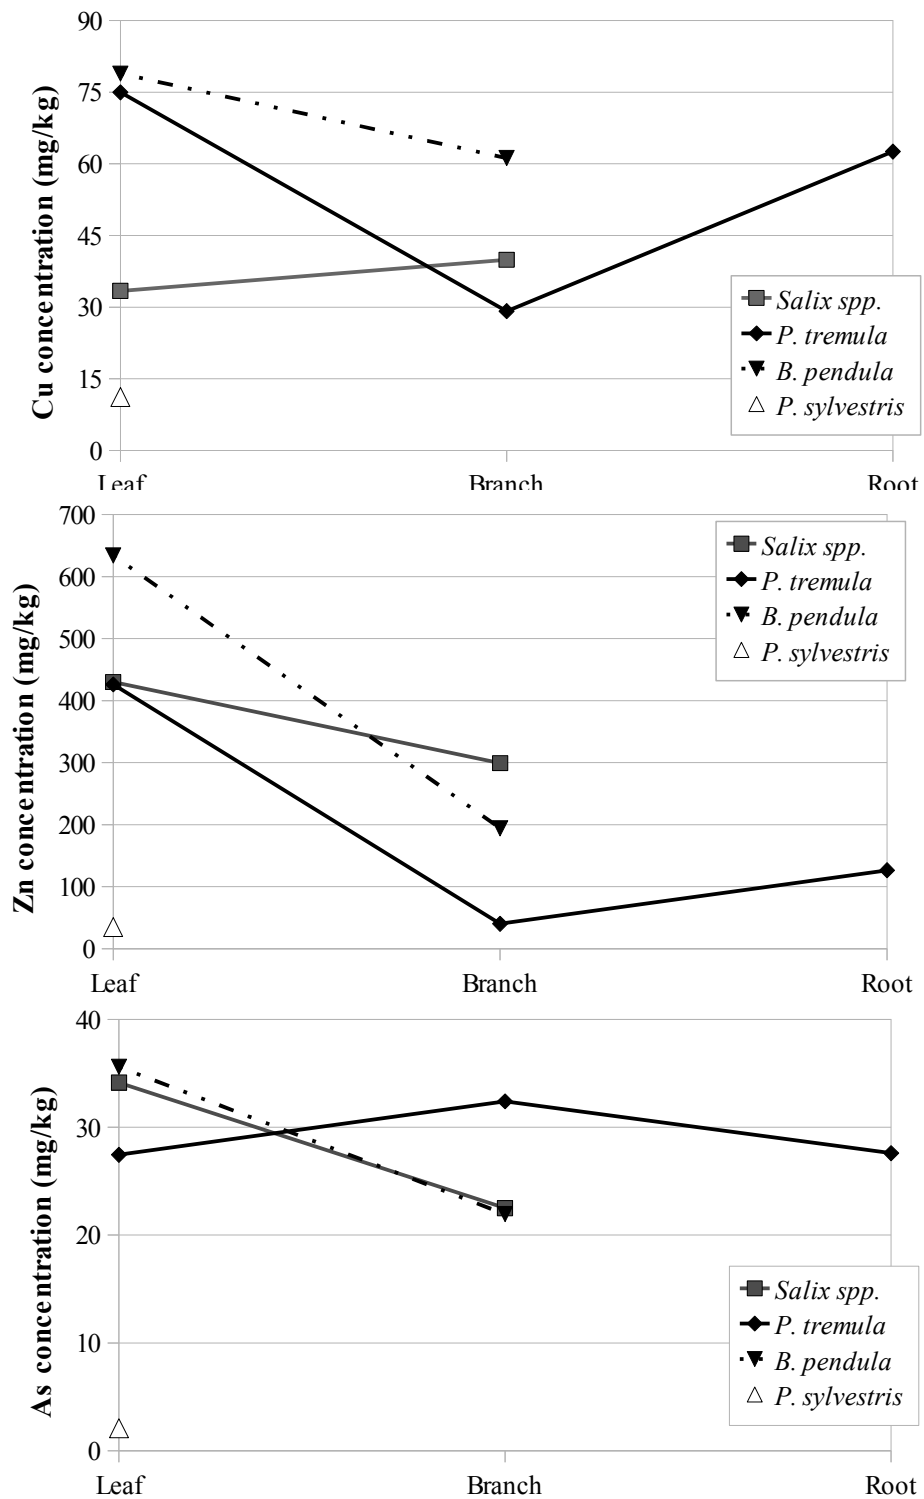 Cu concentration (mg/kg)
90
75
60
45
30
15
0
Leaf Branch Root
Salix spp.
P. tremula
B. pendula
P. sylvestris
Zn concentration (mg/kg)
700
600
500
400
300
200
100
0
Leaf Branch Root
Salix spp.
P. tremula
B. pendula
P. sylvestris
As concentration (mg/kg)
40
30
20
10
0
Leaf Branch Root
Salix spp.
P. tremula
B. pendula
P. sylvestris